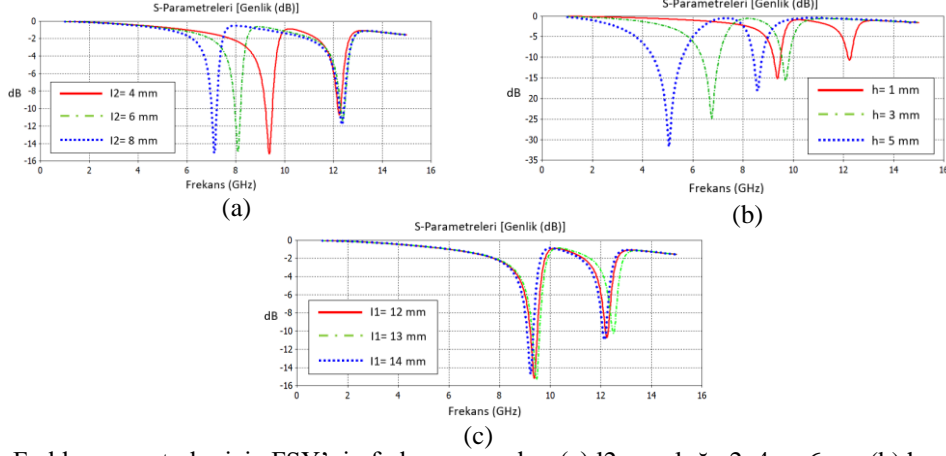 S-Parametreleri [Genlik (dB)]
0
-2
-4
-6
-8
-10
-12
-14
-16
dB
l2= 4 mm
l2= 6 mm
l2= 8 mm
0 2 4 6 8 10 12 14 16
Frekans (GHz)
(a)
S-Parametreleri [Genlik (dB)]
0
-5
-10
-15
-20
-25
-30
-35
dB
h= 1 mm
h= 3 mm
h= 5 mm
0 2 4 6 8 10 12 14 16
Frekans (GHz)
(b)
S-Parametreleri [Genlik (dB)]
0
-2
-4
-6
-8
-10
-12
-14
-16
dB
l1= 12 mm
l1= 13 mm
l1= 14 mm
0 2 4 6 8 10 12 14 16
Frekans (GHz)
(c)